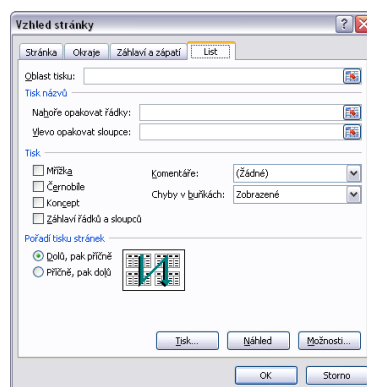 Vzhled stránky
Stránka Okraje Záhlaví a zápatí List
Oblast tisku:
Tisk názvů
Nahoře opakovat řádky:
Vlevo opakovat sloupce:
Tisk
Mřížka Komentáře: (Žádné)
Černobíle Chyby v buňkách: Zobrazené
Koncept
Záhlaví řádků a sloupců
Pořadí tisku stránek
Dolů, pak příčně
Příčně, pak dolů
Tisk... Náhled Možnosti...
OK Storno